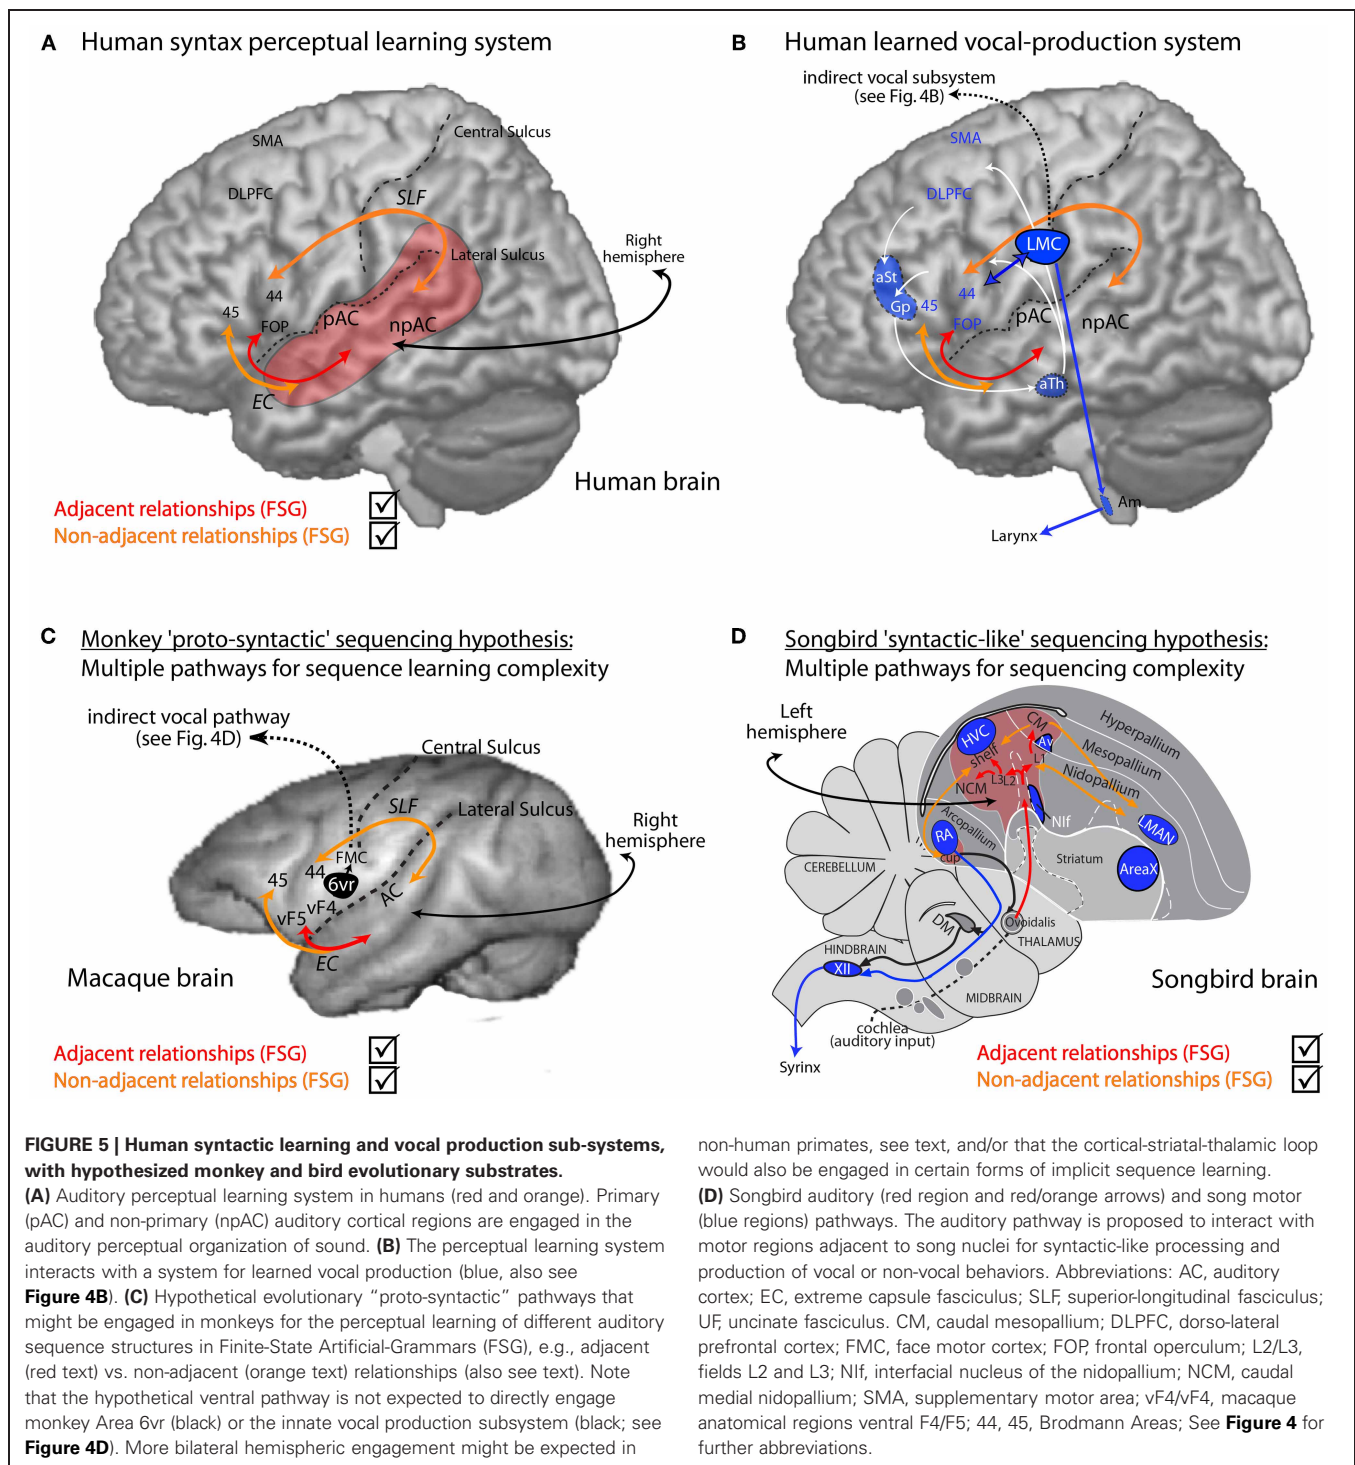 A Human syntax perceptual learning system
SMA
Central Sulcus
DLPFC
SLF
Lateral Sulcus
Right
hemisphere
44
45
FOP
pAC
npAC
EC
Human brain
Adjacent relationships (FSG)
Non-adjacent relationships (FSG)
B Human learned vocal-production system
indirect vocal subsystem
(see Fig. 4B)
SMA
DLPFC
LMC
aSt
Gp
45
44
FOP
pAC
npAC
aTh
Am
Larynx
C Monkey 'proto-syntactic' sequencing hypothesis:
Multiple pathways for sequence learning complexity
indirect vocal pathway
(see Fig. 4D)
Central Sulcus
SLF
Lateral Sulcus
Right
hemisphere
FMC
44
45
6vr
AC
vF4
vF5
EC
Macaque brain
Adjacent relationships (FSG)
Non-adjacent relationships (FSG)
D Songbird 'syntactic-like' sequencing hypothesis:
Multiple pathways for sequencing complexity
Left
hemisphere
HVC
CM
Hyperpallium
shelf
Av
Mesopallium
L1
Nidopallium
L3
L2
NCM
NIf
LMAN
Arcopallium
RA
cup
Striatum
AreaX
CEREBELLUM
DM
Ovoidalis
THALAMUS
HINDBRAIN
XII
MIDBRAIN
cochlea
(auditory input)
Syrinx
Songbird brain
Adjacent relationships (FSG)
Non-adjacent relationships (FSG)
FIGURE 5 | Human syntactic learning and vocal production sub-systems,
with hypothesized monkey and bird evolutionary substrates.
(A) Auditory perceptual learning system in humans (red and orange). Primary
(pAC) and non-primary (npAC) auditory cortical regions are engaged in the
auditory perceptual organization of sound. (B) The perceptual learning system
interacts with a system for learned vocal production (blue, also see
Figure 4B). (C) Hypothetical evolutionary “proto-syntactic” pathways that
might be engaged in monkeys for the perceptual learning of different auditory
sequence structures in Finite-State Artificial-Grammars (FSG), e.g., adjacent
(red text) vs. non-adjacent (orange text) relationships (also see text). Note
that the hypothetical ventral pathway is not expected to directly engage
monkey Area 6vr (black) or the innate vocal production subsystem (black; see
Figure 4D). More bilateral hemispheric engagement might be expected in
non-human primates, see text, and/or that the cortical-striatal-thalamic loop
would also be engaged in certain forms of implicit sequence learning.
(D) Songbird auditory (red region and red/orange arrows) and song motor
(blue regions) pathways. The auditory pathway is proposed to interact with
motor regions adjacent to song nuclei for syntactic-like processing and
production of vocal or non-vocal behaviors. Abbreviations: AC, auditory
cortex; EC, extreme capsule fasciculus; SLF, superior-longitudinal fasciculus;
UF, uncinate fasciculus. CM, caudal mesopallium; DLPFC, dorso-lateral
prefrontal cortex; FMC, face motor cortex; FOP, frontal operculum; L2/L3,
fields L2 and L3; NIf, interfacial nucleus of the nidopallium; NCM, caudal
medial nidopallium; SMA, supplementary motor area; vF4/vF4, macaque
anatomical regions ventral F4/F5; 44, 45, Brodmann Areas; See Figure 4 for
further abbreviations.